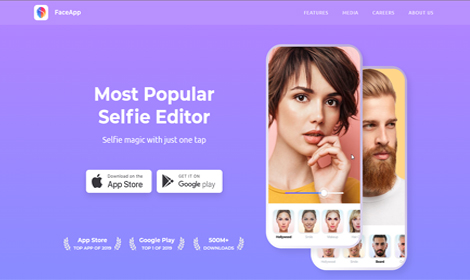 FaceApp
FEATURES MEDIA CAREERS ABOUT US
Most Popular
Selfie Editor
Selfie magic with just one tap
Download on the
App Store
GET IT ON
Google play
App Store
TOP APP OF 2019
Google Play
TOP 1 OF 2019
500M+
DOWNLOADS
Hollywood
Beard